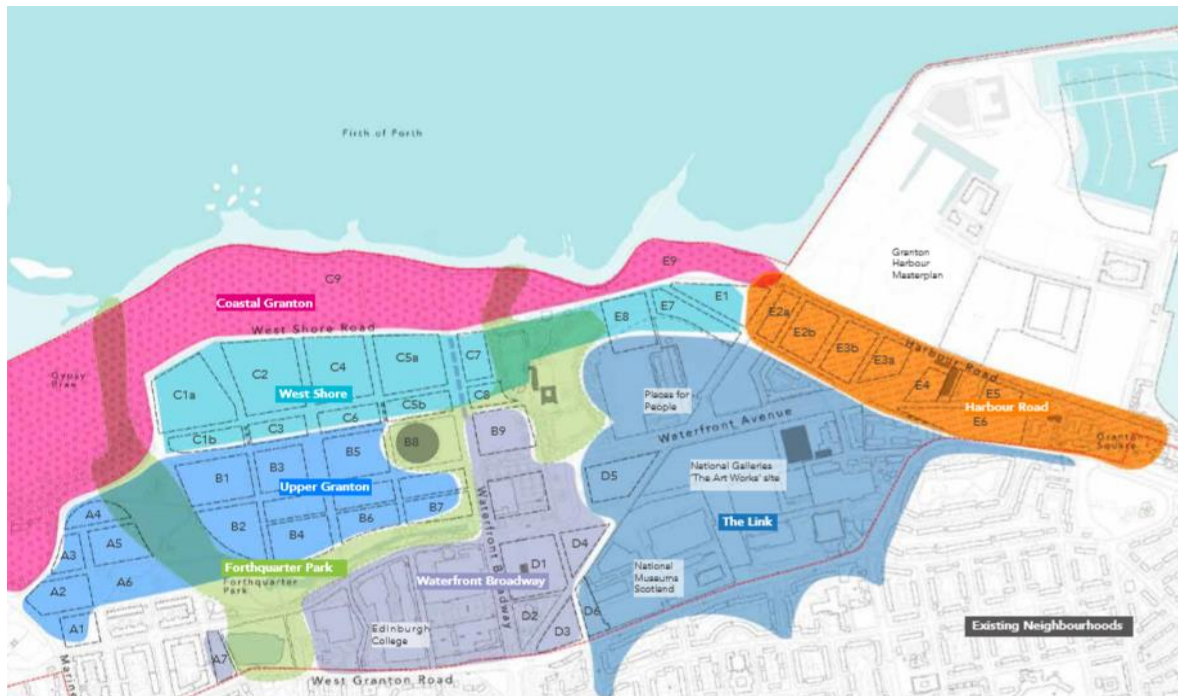 Firth of Forth
Granton
Harbour
Masterplan
E9
C9
Coastal Granton
West Shore Road
E1
E7
E8
E2a
E2b
E3b
E3a
Harbour Road
E4
E5
Harbour Road
E6
Granton
Square
Gypsy
Brae
C1a
C2
C4
C5a
C7
West Shore
C5b
C8
C6
C3
C1b
Places for
People
Waterfront Avenue
B8
B9
B1
B3
B5
Upper Granton
B2
B4
B6
B7
National Galleries
'The Art Works' site
D5
The Link
A4
A3
A5
A2
A6
A1
A7
Forthquarter Park
Forthquarter
Park
Waterfront Broadway
Waterfront Broadway
D4
D1
D2
D3
D6
National
Museums
Scotland
Edinburgh
College
Existing Neighbourhoods
West Granton Road